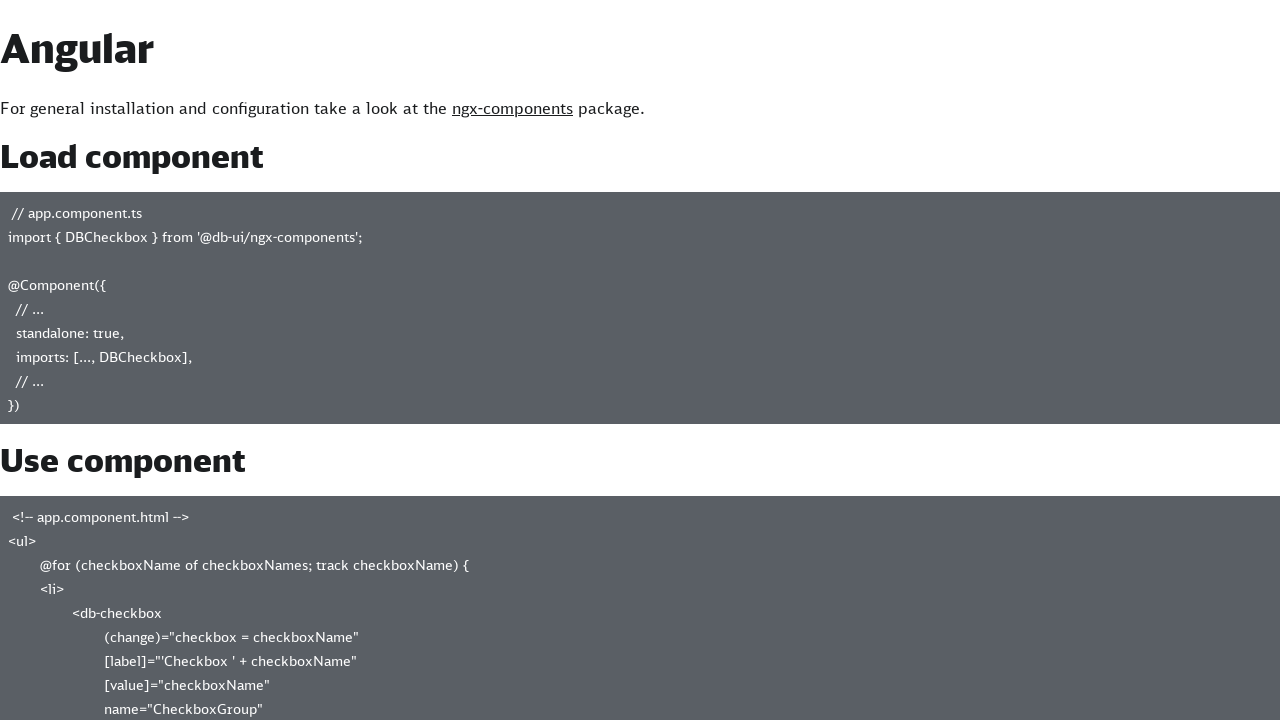 Angular
For general installation and configuration take a look at the ngx-components package.
Load component
// app.component.ts
import { DBCheckbox } from '@db-ui/ngx-components';
@Component({
// ...
standalone: true,
imports: [..., DBCheckbox],
// ...
})
Use component
<!-- app.component.html -->
<ul>
@for (checkboxName of checkboxNames; track checkboxName) {
<li>
<db-checkbox
(change)="checkbox = checkboxName"
[label]="'Checkbox ' + checkboxName"
[value]="checkboxName"
name="CheckboxGroup"